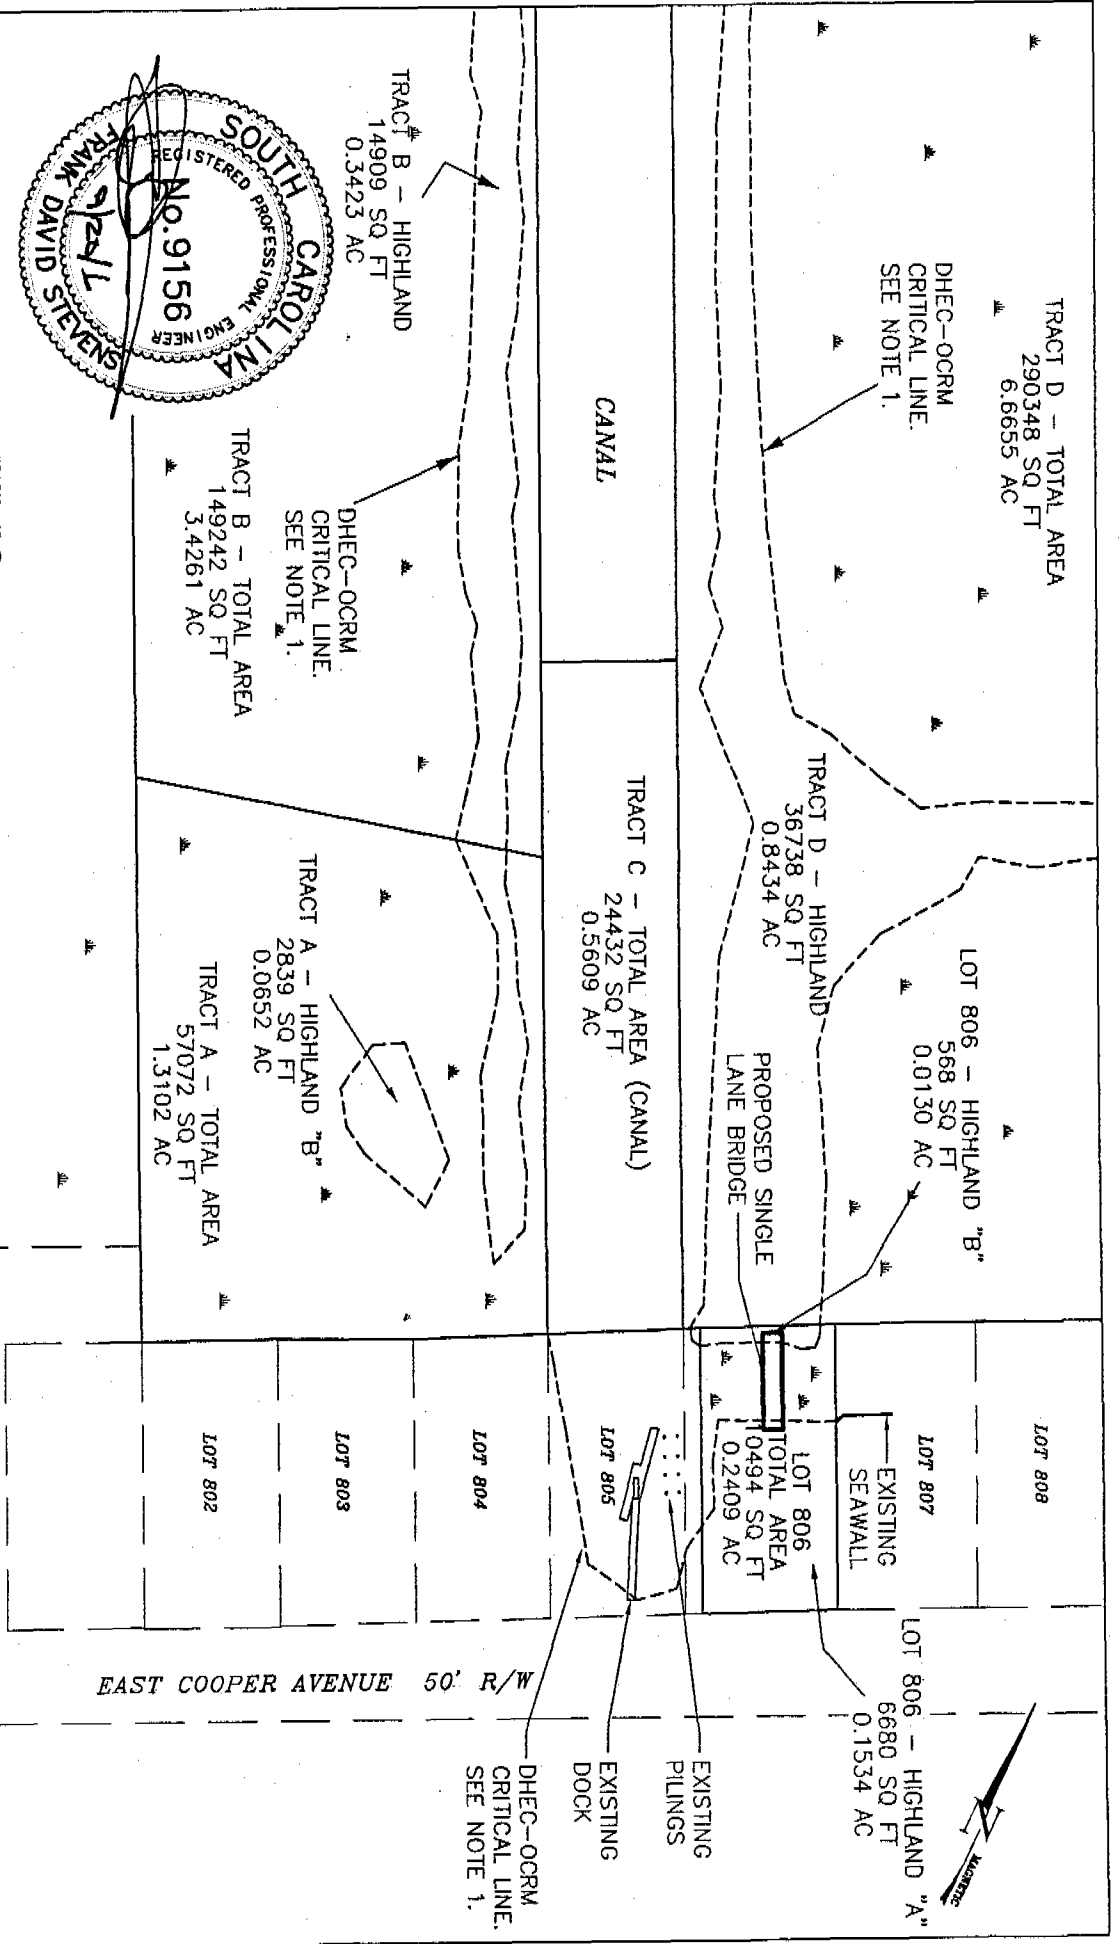 TRACT D - TOTAL AREA
290348 SQ FT
6.6655 AC
DHEC-OCRM
CRITICAL LINE.
SEE NOTE 1.
LOT 806 - HIGHLAND "B"
568 SQ FT
0.0130 AC
TRACT D - HIGHLAND
36738 SQ FT
0.8434 AC
PROPOSED SINGLE
LANE BRIDGE
CANAL
TRACT C - TOTAL AREA (CANAL)
24432 SQ FT
0.5609 AC
TRACT B - HIGHLAND
14909 SQ FT
0.3423 AC
DHEC-OCRM
CRITICAL LINE.
SEE NOTE 1.
TRACT B - TOTAL AREA
149242 SQ FT
3.4261 AC
TRACT A - HIGHLAND "B"
2839 SQ FT
0.0652 AC
TRACT A - TOTAL AREA
57072 SQ FT
1.3102 AC
SOUTH CAROLINA
REGISTERED PROFESSIONAL ENGINEER
No.9156
FRANK DAVID STEVENS
LOT 808
LOT 807
EXISTING
SEAWALL
LOT 806
TOTAL AREA
10494 SQ FT
0.2409 AC
LOT 805
LOT 804
LOT 803
LOT 802
LOT 806 - HIGHLAND "A"
6680 SQ FT
0.1534 AC
MAGNETIC
EXISTING
PILINGS
EXISTING
DOCK
DHEC-OCRM
CRITICAL LINE.
SEE NOTE 1.
EAST COOPER AVENUE 50' R/W